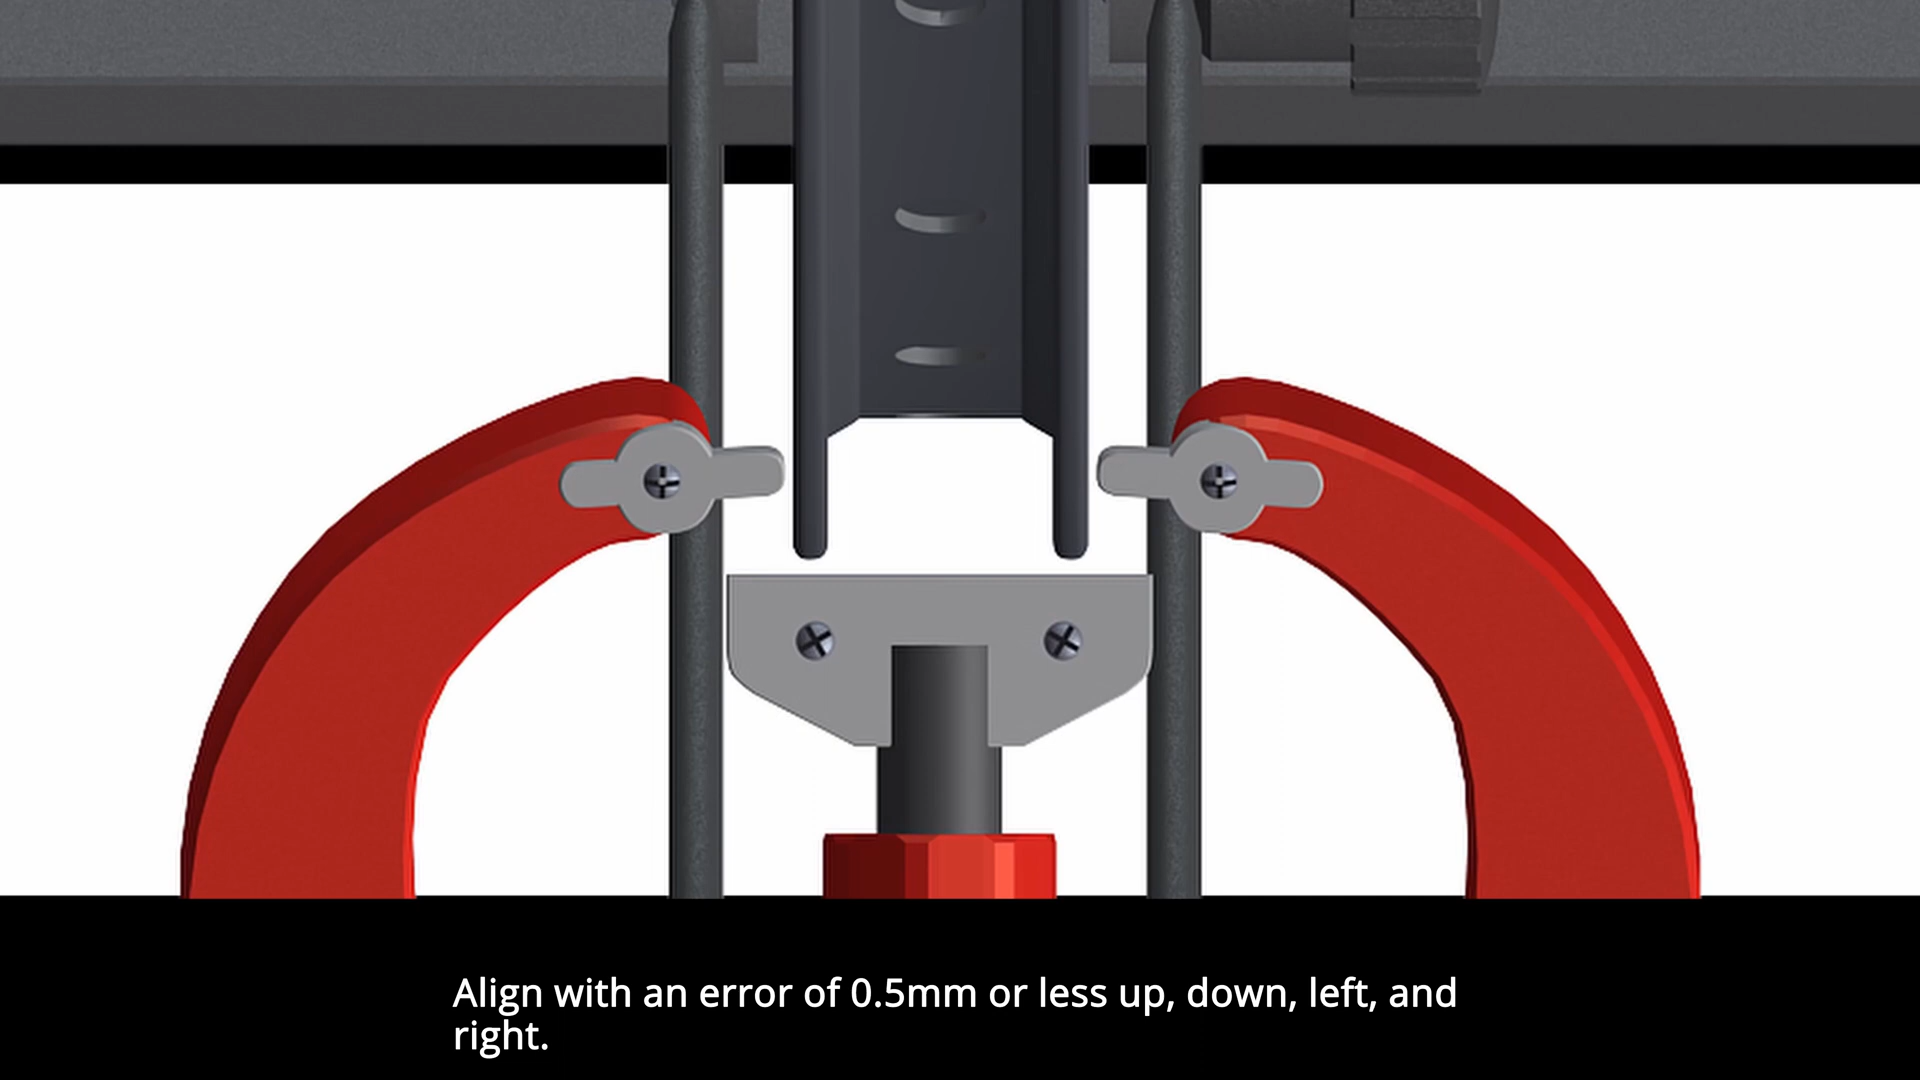 Align with an error of 0.5mm or less up, down, left, and
right.